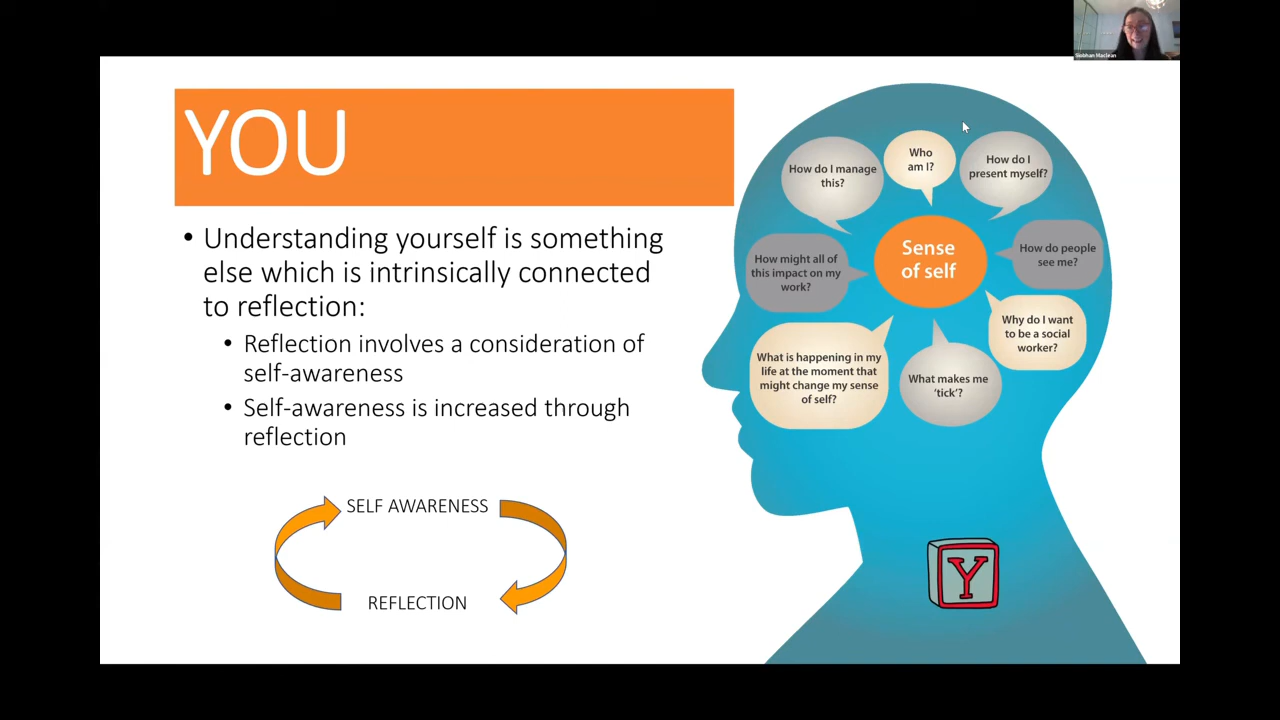 Siobhan Maclean
YOU
• Understanding yourself is something
else which is intrinsically connected
to reflection:
• Reflection involves a consideration of
self-awareness
• Self-awareness is increased through
reflection
SELF AWARENESS
REFLECTION
How do I manage
this?
Who
am I?
How do I
present myself?
How might all of
this impact on my
work?
Sense
of self
How do people
see me?
Why do I want
to be a social
worker?
What is happening in my
life at the moment that
might change my sense
of self?
What makes me
‘tick’?
Y